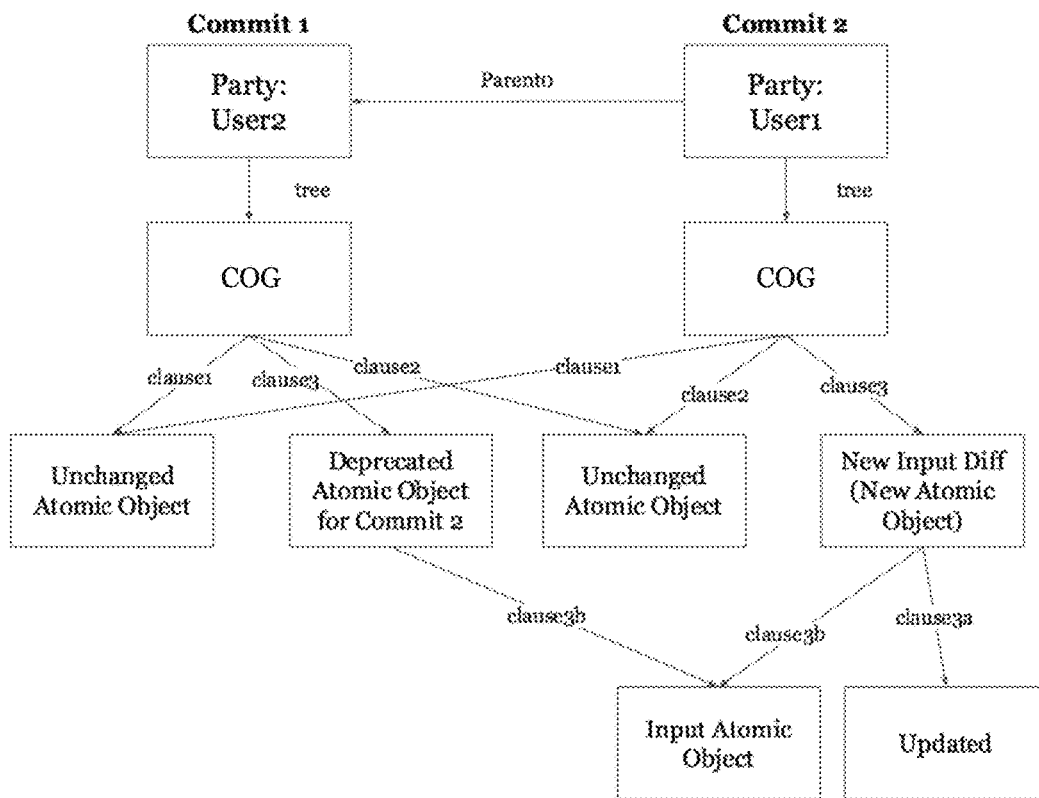 Commit 1
Commit 2
Party:
User2
Parent0
Party:
User1
tree
tree
COG
COG
clause1
clause3
clause2
clause1
clause2
clause3
Unchanged
Atomic Object
Deprecated
Atomic Object
for Commit 2
Unchanged
Atomic Object
New Input Diff
(New Atomic
Object)
clause3b
clause3b
clause3a
Input Atomic
Object
Updated